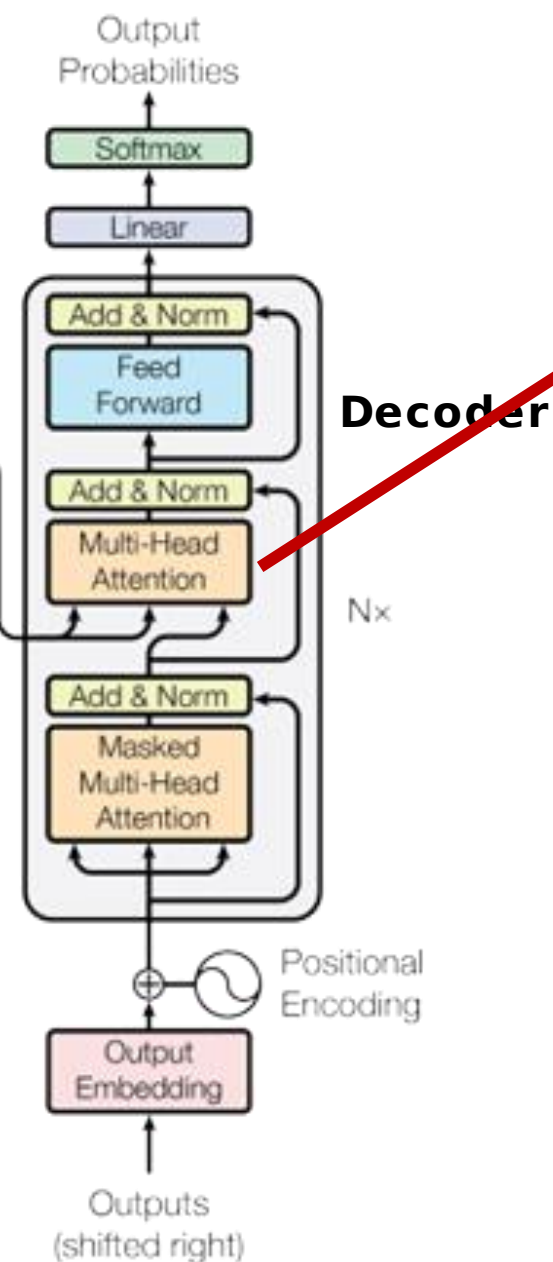 Output
Probabilities
Softmax
Linear
Add & Norm
Feed
Forward
Decoder
Add & Norm
Multi-Head
Attention
N×
Add & Norm
Masked
Multi-Head
Attention
Positional
Encoding
Output
Embedding
Outputs
(shifted right)